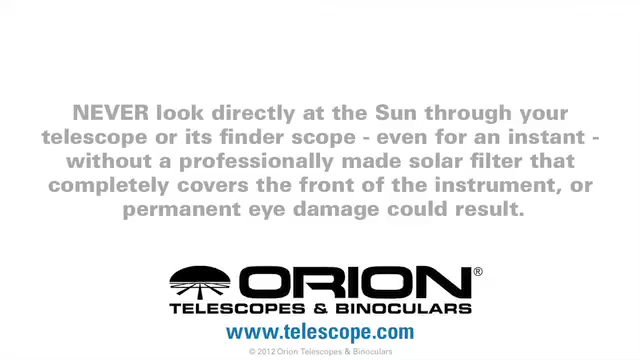 NEVER look directly at the Sun through your
telescope or its finder scope - even for an instant -
without a professionally made solar filter that
completely covers the front of the instrument, or
permanent eye damage could result.
ORION®
TELESCOPES & BINOCULARS
www.telescope.com
© 2012 Orion Telescopes & Binoculars